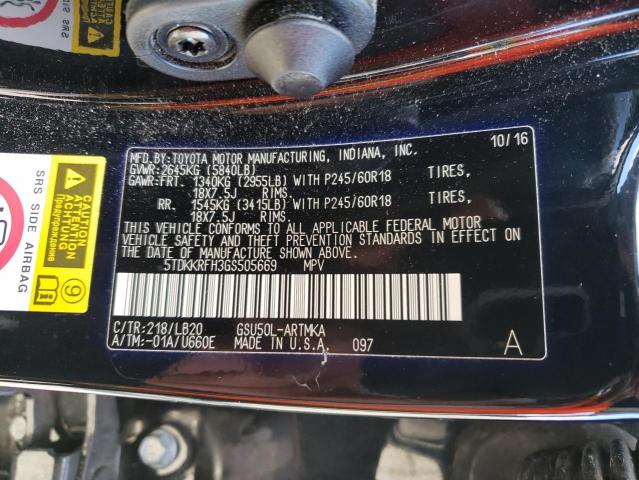 MFD.BY:TOYOTA MOTOR MANUFACTURING, INDIANA, INC. 10/16
GVWR:2645KG (5840LB)
GAWR:FRT. 1340KG (2955LB) WITH P245/60R18 TIRES,
18X7.5J RIMS.
RR. 1545KG (3415LB) WITH P245/60R18 TIRES,
18X7.5J RIMS.
THIS VEHICLE CONFORMS TO ALL APPLICABLE FEDERAL MOTOR
VEHICLE SAFETY AND THEFT PREVENTION STANDARDS IN EFFECT ON
THE DATE OF MANUFACTURE SHOWN ABOVE.
5TDKKRFH3GS505669 MPV
C/TR:218/LB20 GSU50L-ARTMKA
A/TM:-01A/U660E MADE IN U.S.A. 097 A
SRS SIDE AIRBAG
CAUTION
ATTENTION
ACHTUNG
Предупреждение
9